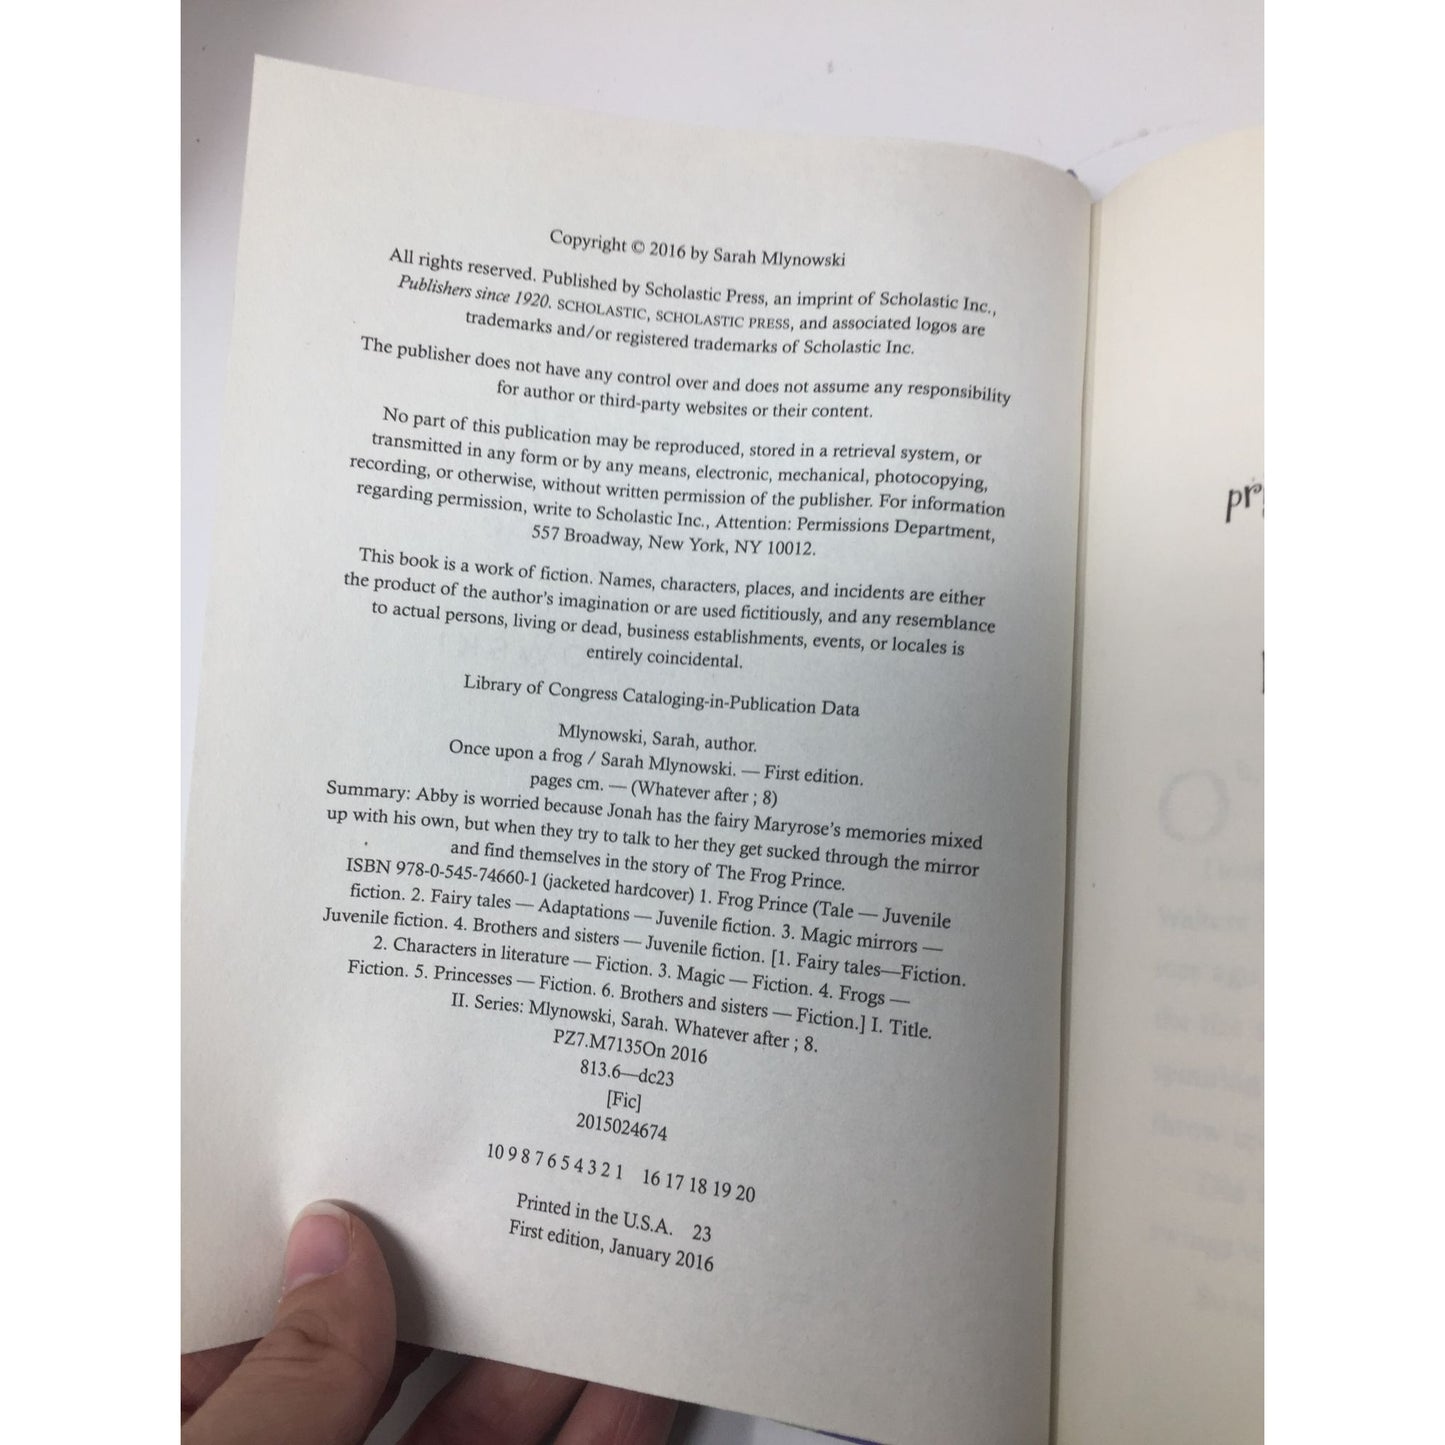 Copyright © 2016 by Sarah Mlynowski
All rights reserved. Published by Scholastic Press, an imprint of Scholastic Inc.,
Publishers since 1920. SCHOLASTIC, SCHOLASTIC PRESS, and associated logos are
trademarks and/or registered trademarks of Scholastic Inc.
The publisher does not have any control over and does not assume any responsibility
for author or third-party websites or their content.
No part of this publication may be reproduced, stored in a retrieval system, or
transmitted in any form or by any means, electronic, mechanical, photocopying,
recording, or otherwise, without written permission of the publisher. For information
regarding permission, write to Scholastic Inc., Attention: Permissions Department,
557 Broadway, New York, NY 10012.
This book is a work of fiction. Names, characters, places, and incidents are either
the product of the author's imagination or are used fictitiously, and any resemblance
to actual persons, living or dead, business establishments, events, or locales is
entirely coincidental.
Library of Congress Cataloging-in-Publication Data
Mlynowski, Sarah, author.
Once upon a frog / Sarah Mlynowski. — First edition.
pages cm. — (Whatever after ; 8)
Summary: Abby is worried because Jonah has the fairy Maryrose's memories mixed
up with his own, but when they try to talk to her they get sucked through the mirror
and find themselves in the story of The Frog Prince.
ISBN 978-0-545-74660-1 (jacketed hardcover) 1. Frog Prince (Tale — Juvenile
fiction. 2. Fairy tales — Adaptations — Juvenile fiction. 3. Magic mirrors —
Juvenile fiction. 4. Brothers and sisters — Juvenile fiction. [1. Fairy tales—Fiction.
2. Characters in literature — Fiction. 3. Magic — Fiction. 4. Frogs —
Fiction. 5. Princesses — Fiction. 6. Brothers and sisters — Fiction.] I. Title.
II. Series: Mlynowski, Sarah. Whatever after ; 8.
PZ7.M7135On 2016
813.6—dc23
[Fic]
2015024674
10 9 8 7 6 5 4 3 2 1 16 17 18 19 20
Printed in the U.S.A. 23
First edition, January 2016